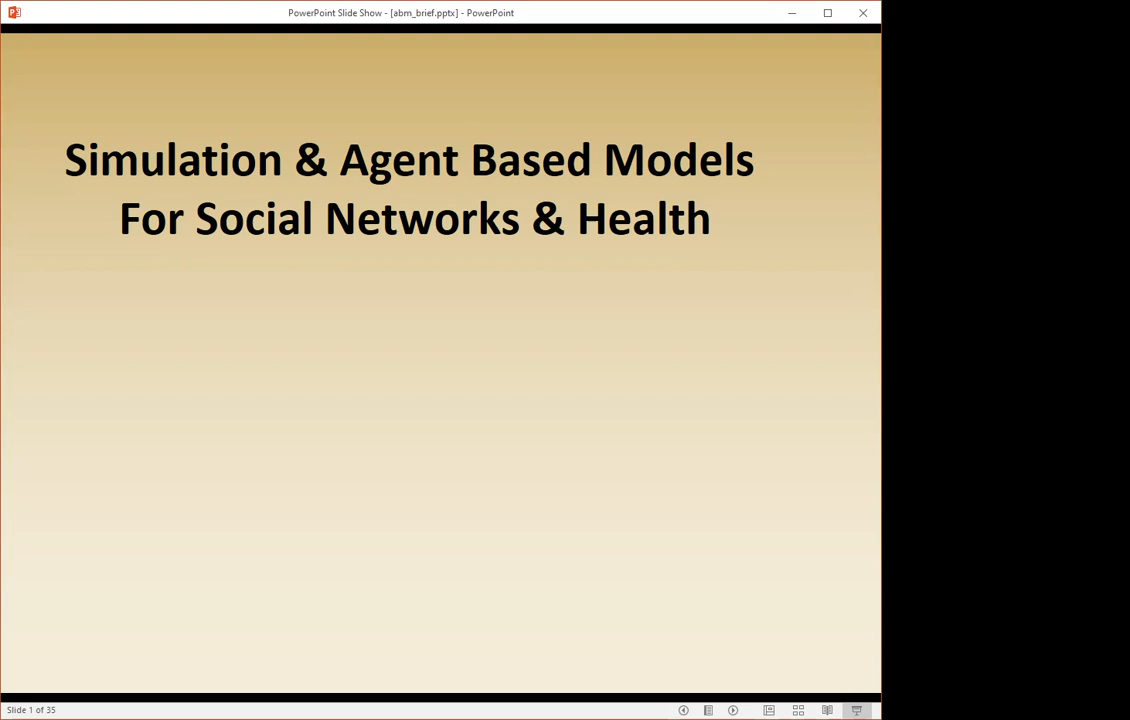 PowerPoint Slide Show - [abm_brief.pptx] - PowerPoint
Simulation & Agent Based Models
For Social Networks & Health
Slide 1 of 35